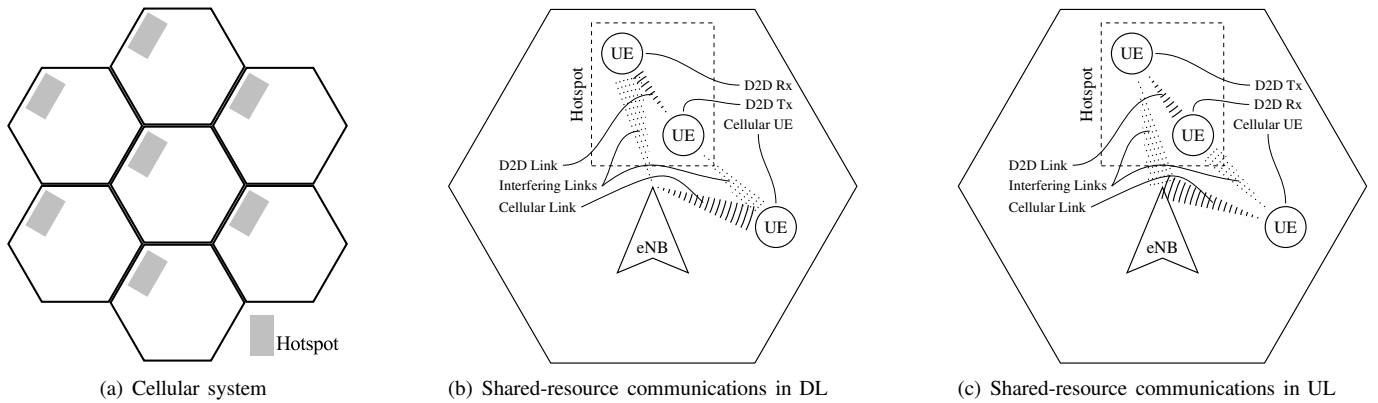 Hotspot
(a) Cellular system
UE
Hotspot
D2D Rx
D2D Tx
UE
Cellular UE
D2D Link
Interfering Links
Cellular Link
UE
eNB
(b) Shared-resource communications in DL
UE
Hotspot
D2D Tx
D2D Rx
UE
Cellular UE
D2D Link
Interfering Links
Cellular Link
UE
eNB
(c) Shared-resource communications in UL